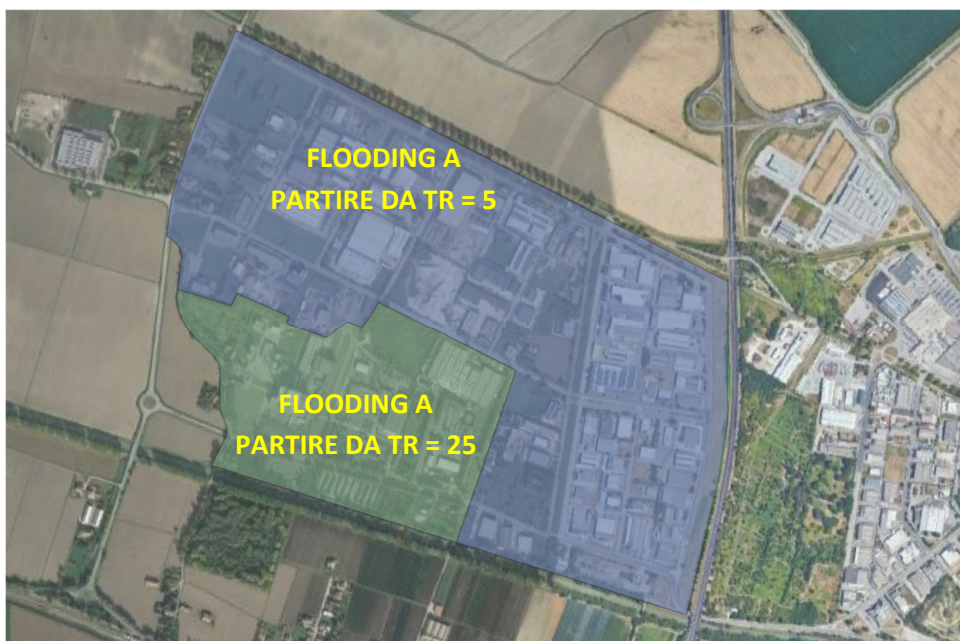 FLOODING A
PARTIRE DA TR = 5
FLOODING A
PARTIRE DA TR = 25